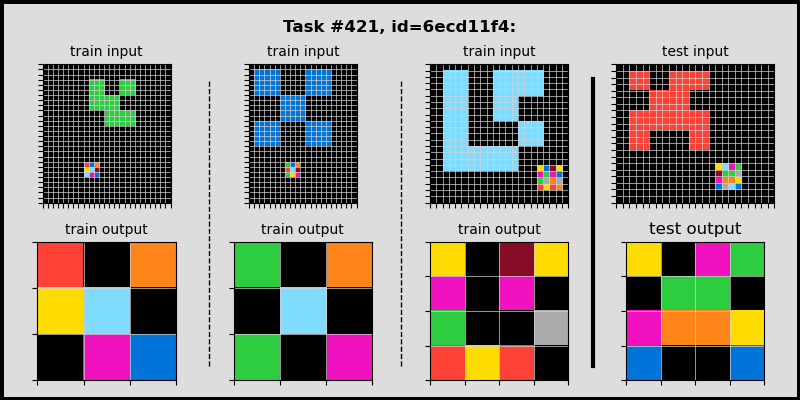 Task #421, id=6ecd11f4:
train input train input train input test input
train output train output train output test output